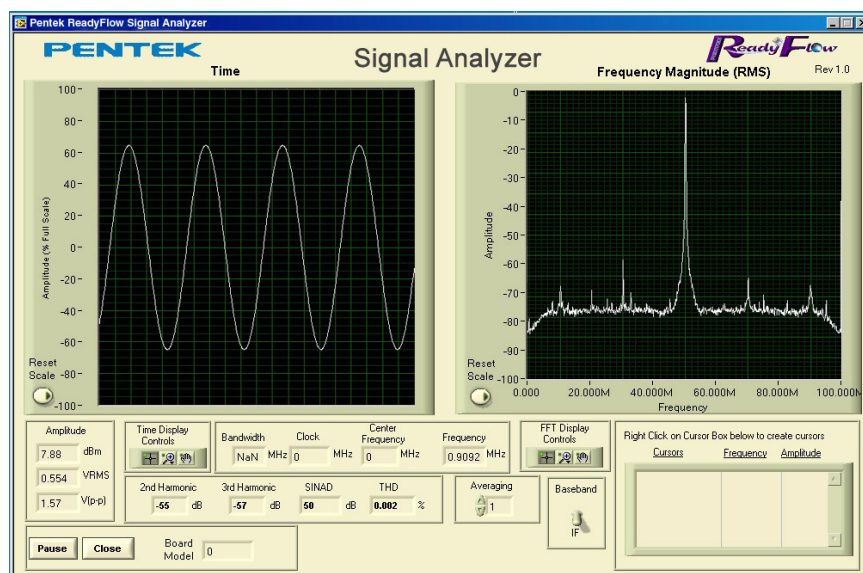 Pentek ReadyFlow Signal Analyzer
PENTEK
Signal Analyzer
ReadyFlow
Time
Frequency Magnitude (RMS)
Rev 1.0
Amplitude (% Full Scale)
100
80
60
40
20
0
-20
-40
-60
-80
-100
Reset
Scale
Amplitude
0
-10
-20
-30
-40
-50
-60
-70
-80
-90
-100
0.000 20.000M 40.000M 60.000M 80.000M 100.000M
Frequency
Reset
Scale
Amplitude
7.88 dBm
0.554 VRMS
1.57 V(p-p)
Time Display
Controls
Bandwidth Clock Center
Frequency Frequency
NaN MHz 0 MHz 0 MHz 0.9092 MHz
FFT Display
Controls
Right Click on Cursor Box below to create cursors
Cursors Frequency Amplitude
2nd Harmonic 3rd Harmonic SINAD THD
-55 dB -57 dB 50 dB 0.002 %
Averaging
1
Baseband
IF
Pause Close Board
Model 0